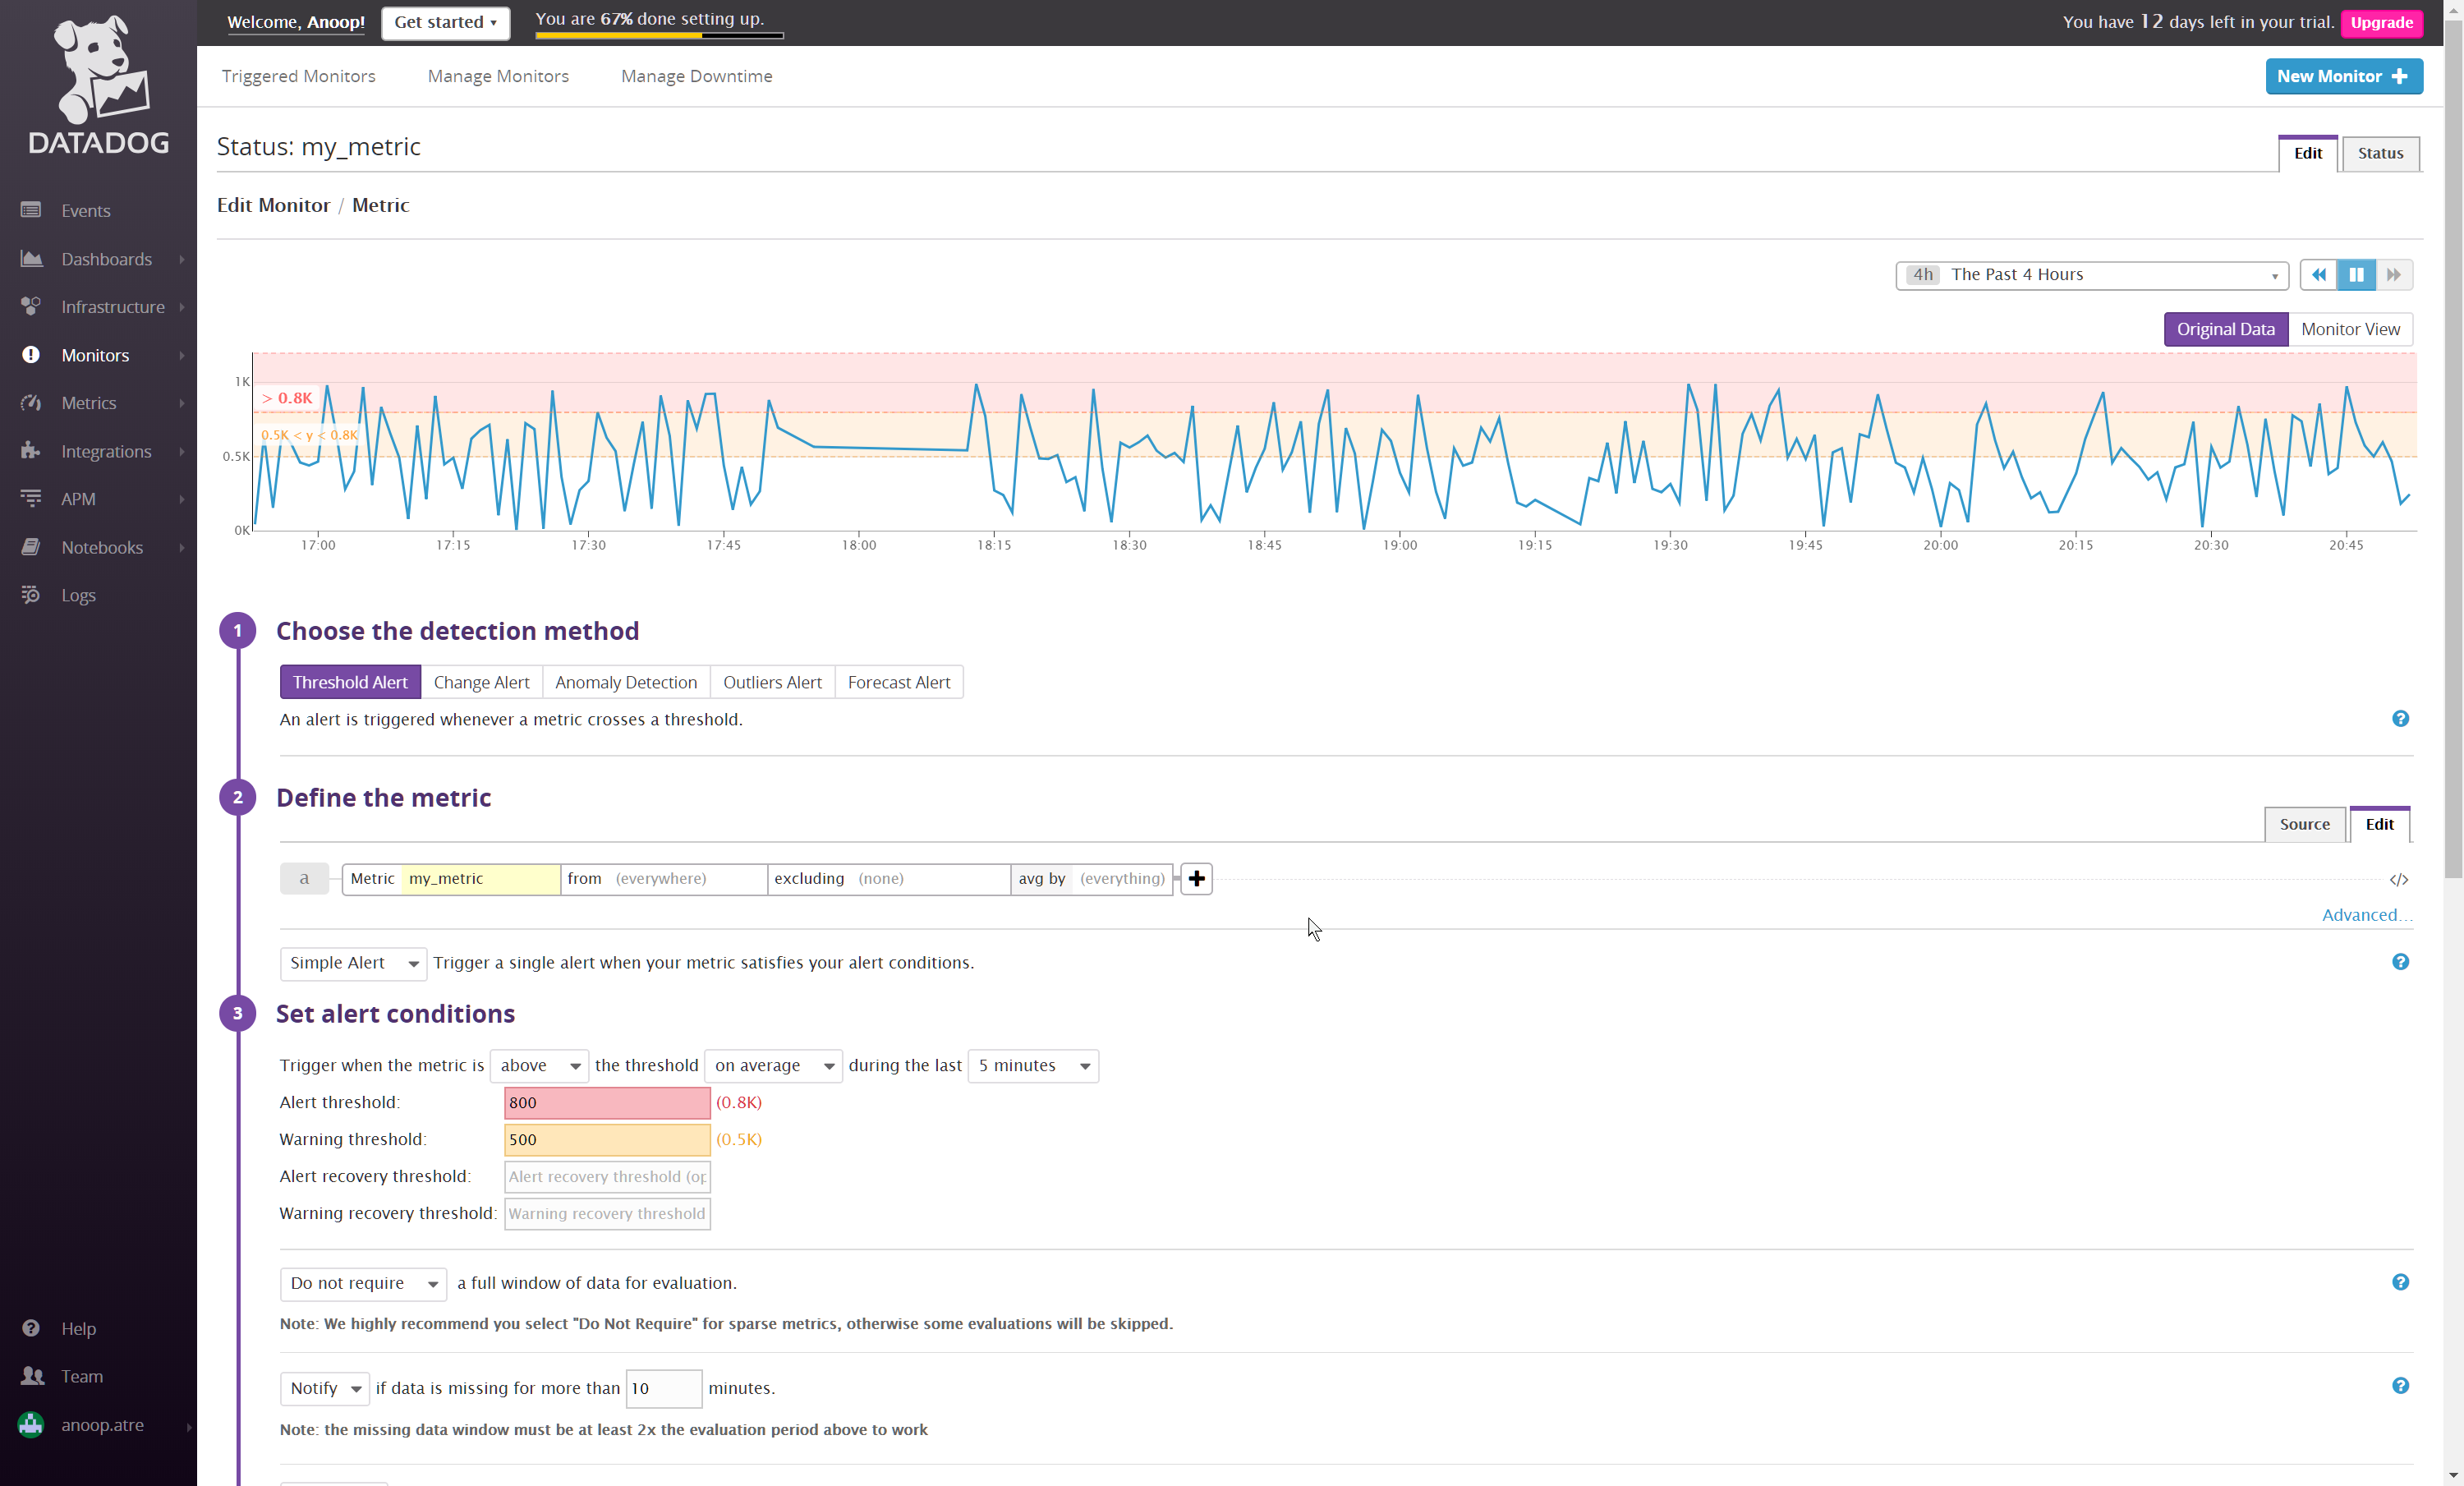 Welcome, Anoop!
Get started
You are 67% done setting up.
You have 12 days left in your trial.
Upgrade
DATADOG
Triggered Monitors
Manage Monitors
Manage Downtime
New Monitor
Status: my_metric
Edit
Status
Edit Monitor / Metric
Events
Dashboards
Infrastructure
Monitors
Metrics
Integrations
APM
Notebooks
Logs
Help
Team
anoop.atre
4h The Past 4 Hours
Original Data
Monitor View
1K
> 0.8K
0.5K < y < 0.8K
0.5K
0K
17:00 17:15 17:30 17:45 18:00 18:15 18:30 18:45 19:00 19:15 19:30 19:45 20:00 20:15 20:30 20:45
1 Choose the detection method
Threshold Alert Change Alert Anomaly Detection Outliers Alert Forecast Alert
An alert is triggered whenever a metric crosses a threshold.
2 Define the metric
Source Edit
a Metric my_metric from (everywhere) excluding (none) avg by (everything)
</>
Advanced...
Simple Alert Trigger a single alert when your metric satisfies your alert conditions.
3 Set alert conditions
Trigger when the metric is above the threshold on average during the last 5 minutes
Alert threshold: 800 (0.8K)
Warning threshold: 500 (0.5K)
Alert recovery threshold: Alert recovery threshold (op
Warning recovery threshold: Warning recovery threshold
Do not require a full window of data for evaluation.
Note: We highly recommend you select "Do Not Require" for sparse metrics, otherwise some evaluations will be skipped.
Notify if data is missing for more than 10 minutes.
Note: the missing data window must be at least 2x the evaluation period above to work